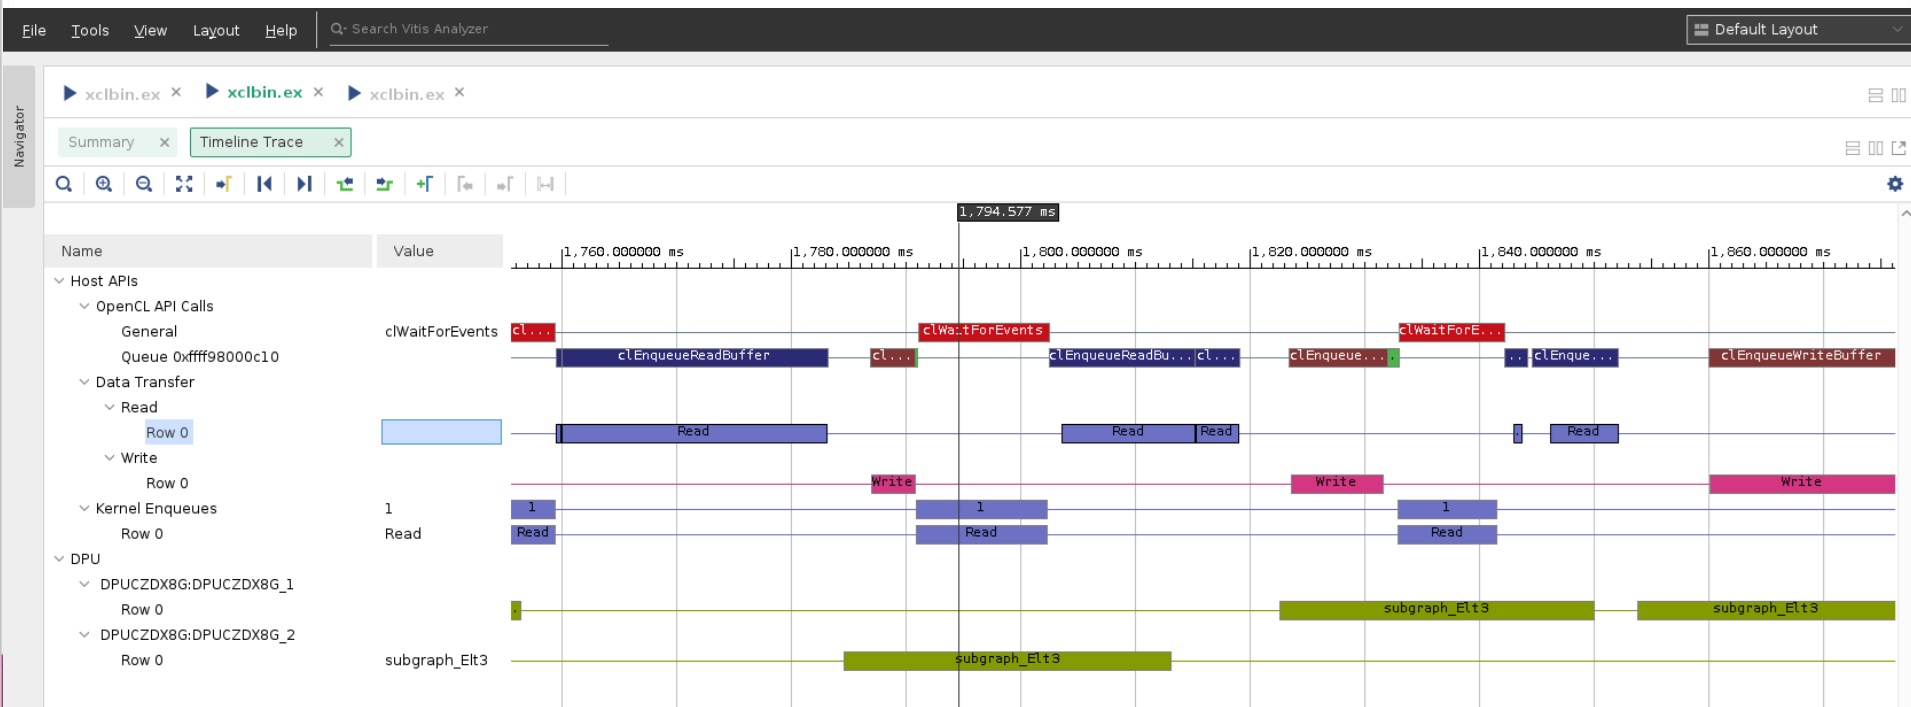 File Tools View Layout Help Search Vitis Analyzer Default Layout
Navigator
xclbin.ex xclbin.ex xclbin.ex
Summary Timeline Trace
1,794.577 ms
Name Value 1,760.000000 ms 1,780.000000 ms 1,800.000000 ms 1,820.000000 ms 1,840.000000 ms 1,860.000000 ms
Host APIs
OpenCL API Calls
General clWaitForEvents cl... clWaitForEvents clWaitForE...
Queue 0xffff98000c10 clEnqueueReadBuffer cl... clEnqueueReadBu... cl... clEnqueue... . .. clEnque... clEnqueueWriteBuffer
Data Transfer
Read
Row 0 Read Read Read . Read
Write
Row 0 Write Write Write
Kernel Enqueues 1 1 1 1
Row 0 Read Read Read Read
DPU
DPUCZDX8G:DPUCZDX8G_1
Row 0 . subgraph_Elt3 subgraph_Elt3
DPUCZDX8G:DPUCZDX8G_2
Row 0 subgraph_Elt3 subgraph_Elt3